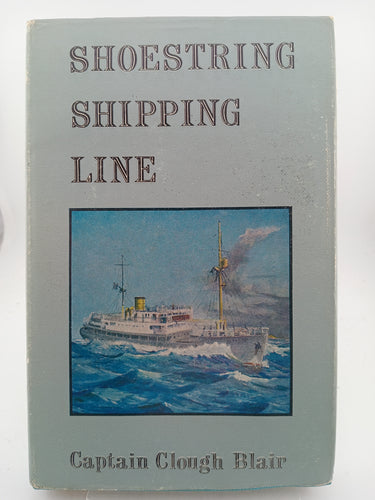 SHOESTRING
SHIPPING
LINE
Captain Clough Blair